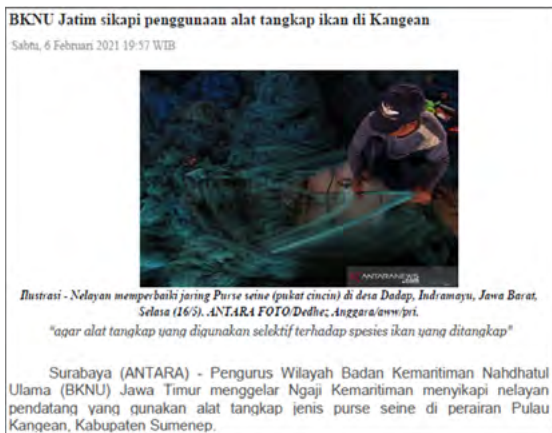 BKNU Jatim sikapi penggunaan alat tangkap ikan di Kangean
Sabtu, 6 Februari 2021 19:57 WIB
ANTARANEWS
.com
Ilustrasi - Nelayan memperbaiki jaring Purse seine (pukat cincin) di desa Dadap, Indramayu, Jawa Barat,
Selasa (16/5). ANTARA FOTO/Dedhez Anggara/aww/pri.
"agar alat tangkap yang digunakan selektif terhadap spesies ikan yang ditangkap"
Surabaya (ANTARA) - Pengurus Wilayah Badan Kemaritiman Nahdhatul
Ulama (BKNU) Jawa Timur menggelar Ngaji Kemaritiman menyikapi nelayan
pendatang yang gunakan alat tangkap jenis purse seine di perairan Pulau
Kangean, Kabupaten Sumenep.